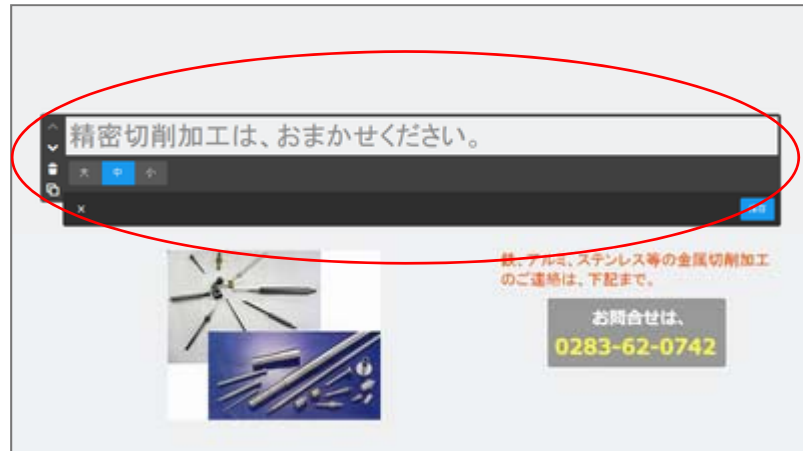 精密切削加工は、おまかせください。
大 中 小
×
保存
鉄、アルミ、ステンレス等の金属切削加工
のご連絡は、下記まで。
お問合せは、
0283-62-0742